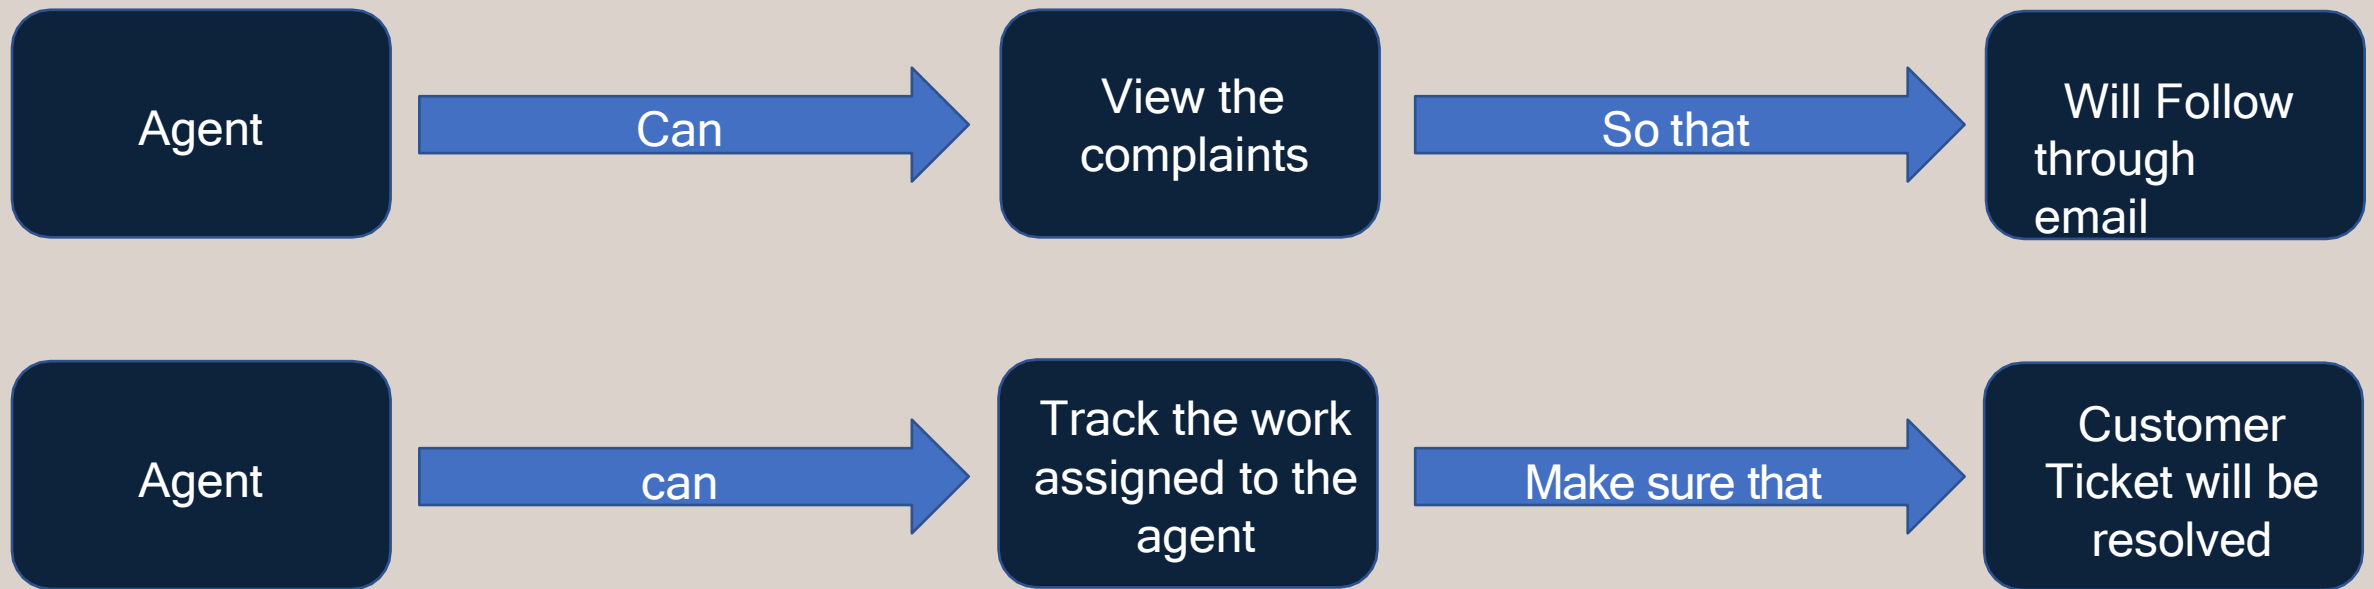 Agent
Can
View the
complaints
So that
Will Follow
through
email
Agent
can
Track the work
assigned to the
agent
Make sure that
Customer
Ticket will be
resolved